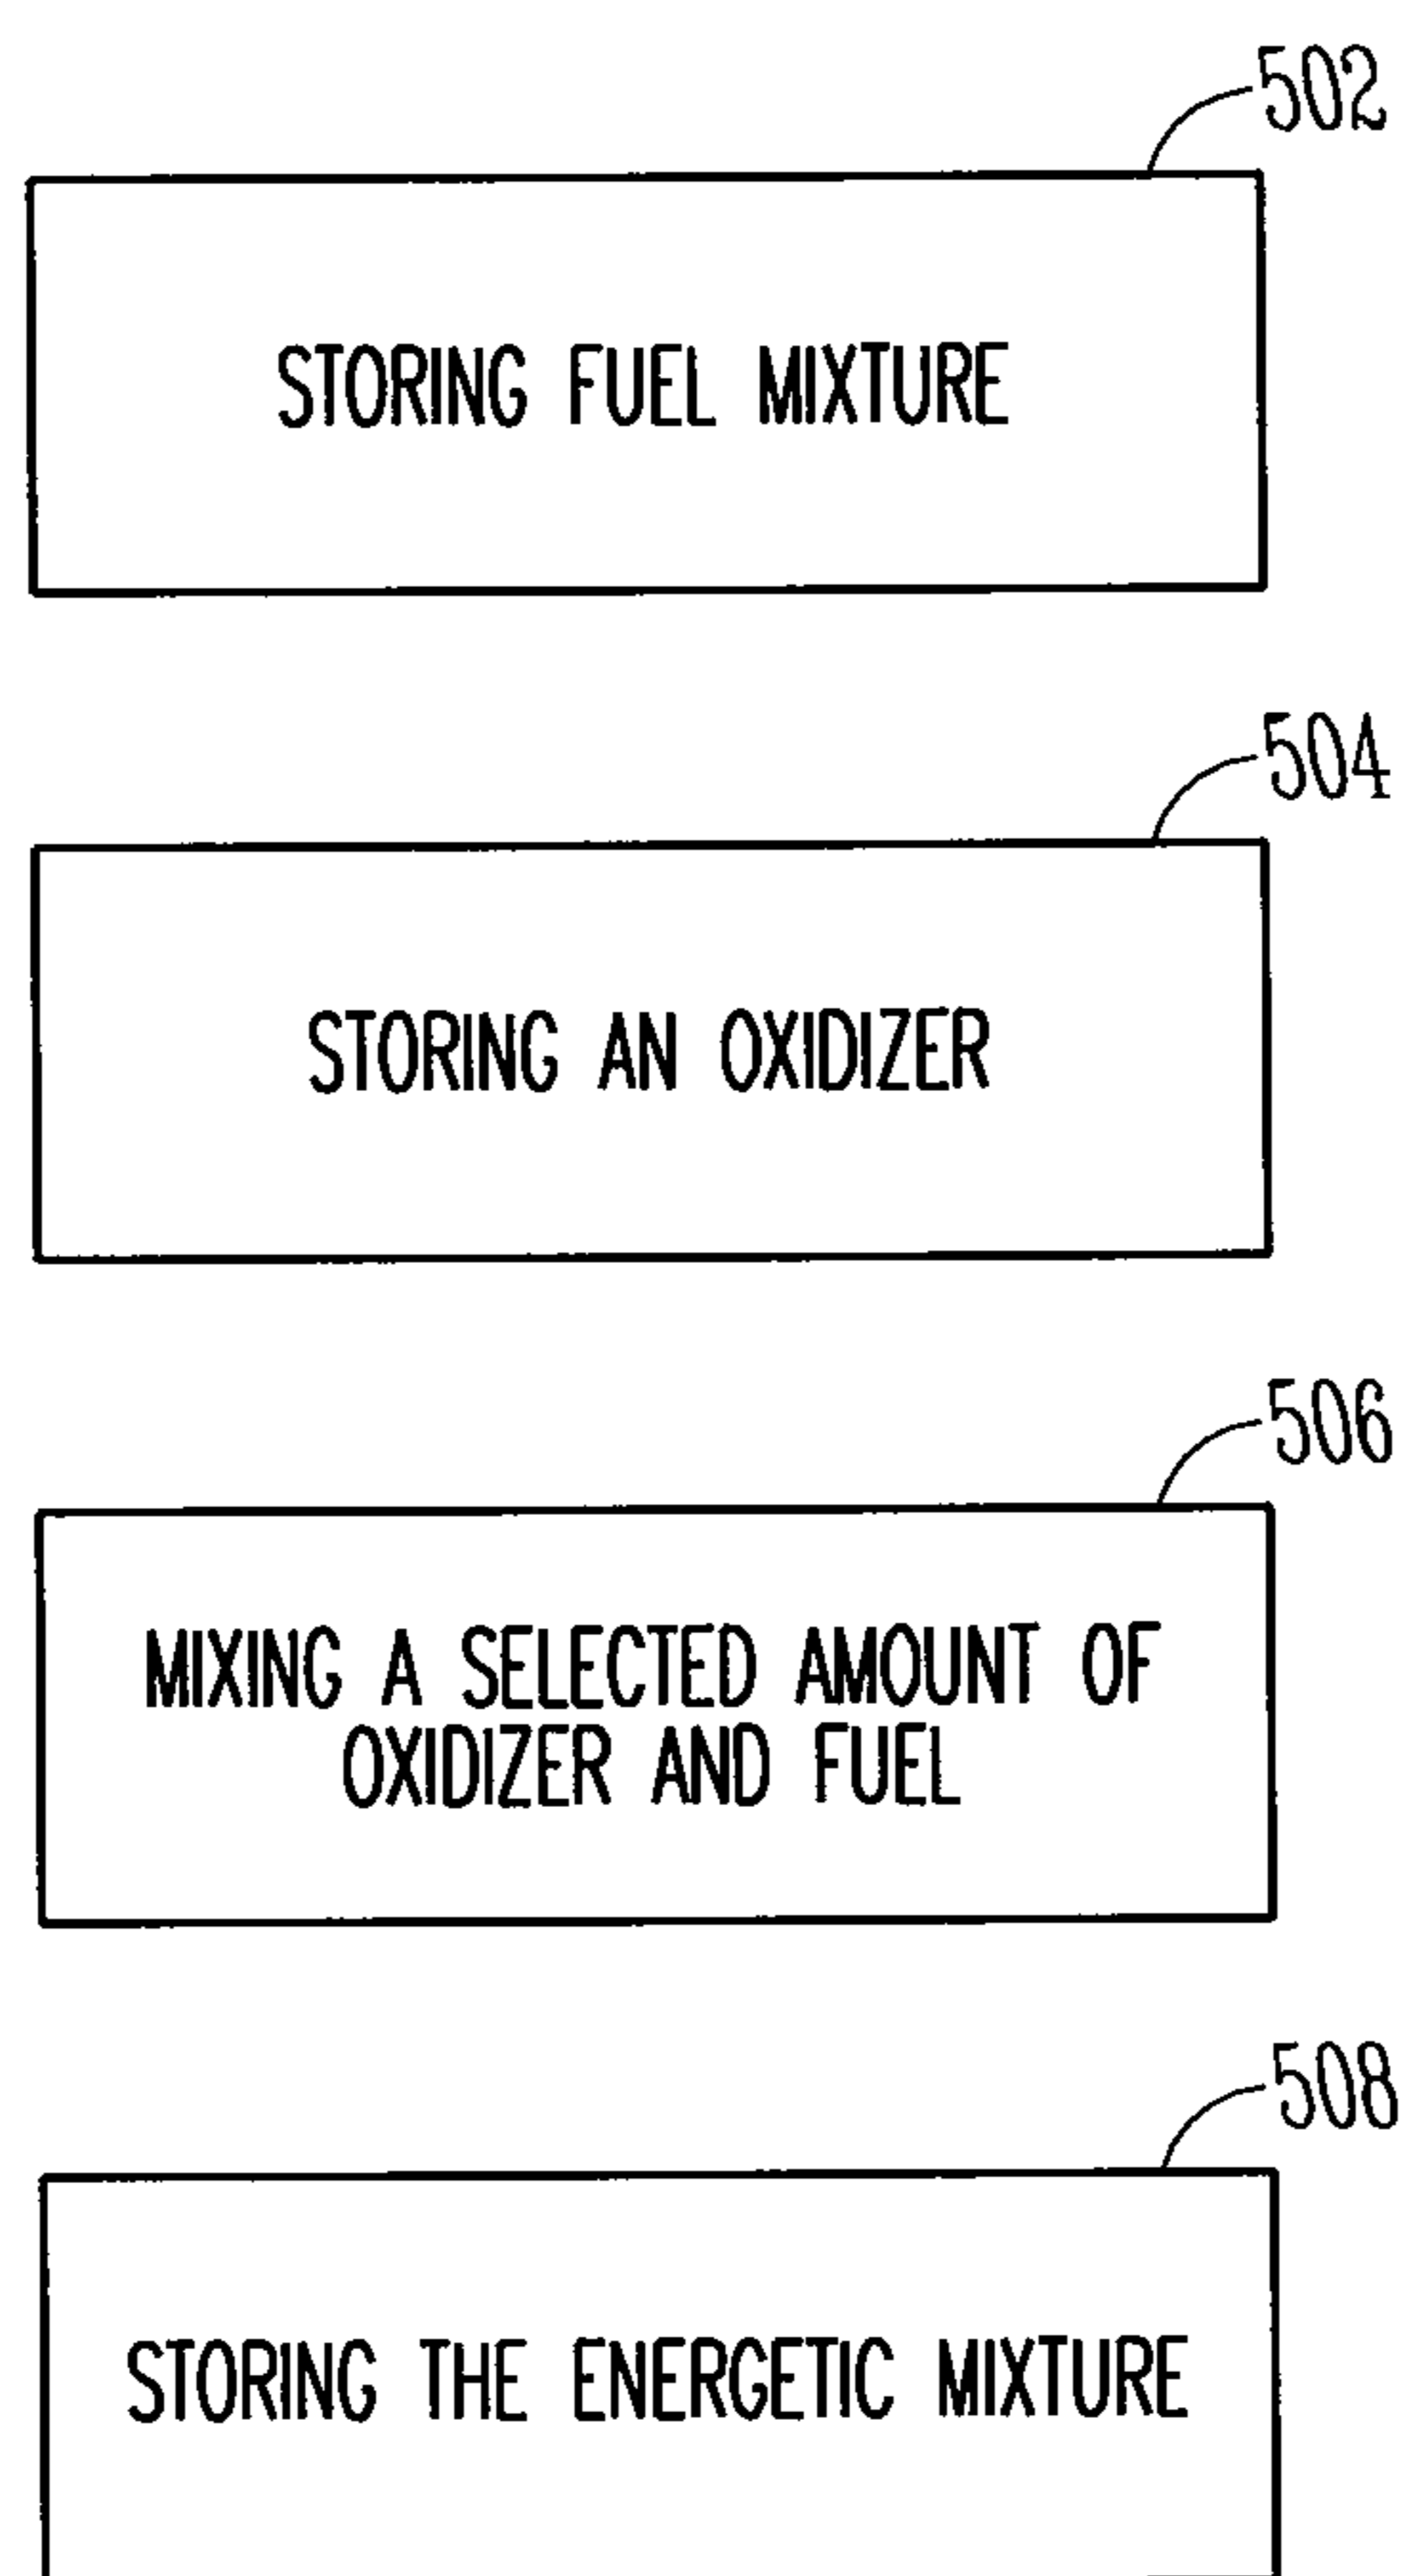 502
STORING FUEL MIXTURE
504
STORING AN OXIDIZER
506
MIXING A SELECTED AMOUNT OF
OXIDIZER AND FUEL
508
STORING THE ENERGETIC MIXTURE